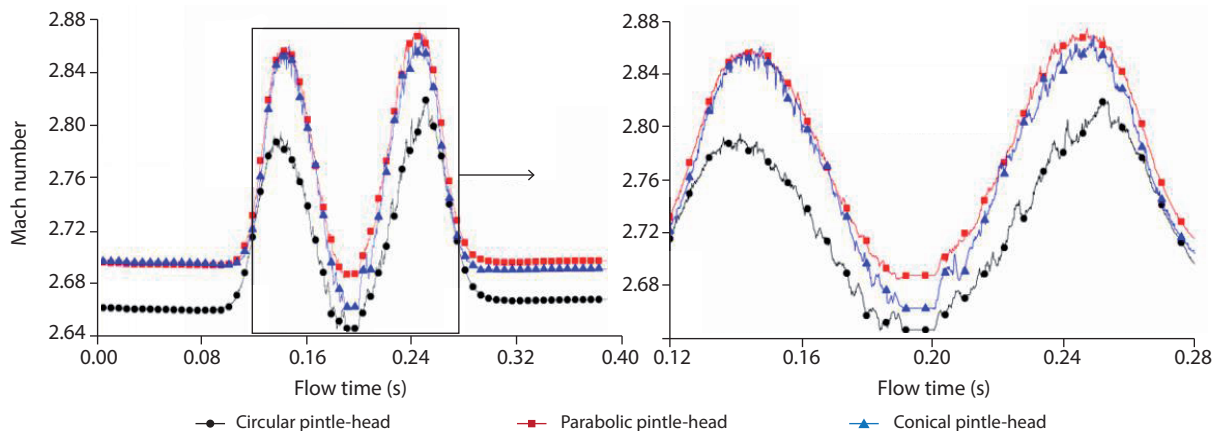 Mach number
2.88
2.84
2.80
2.76
2.72
2.68
2.64
0.00 0.08 0.16 0.24 0.32 0.40
Flow time (s)
2.88
2.84
2.80
2.76
2.72
2.68
0.12 0.16 0.20 0.24 0.28
Flow time (s)
Circular pintle-head Parabolic pintle-head Conical pintle-head